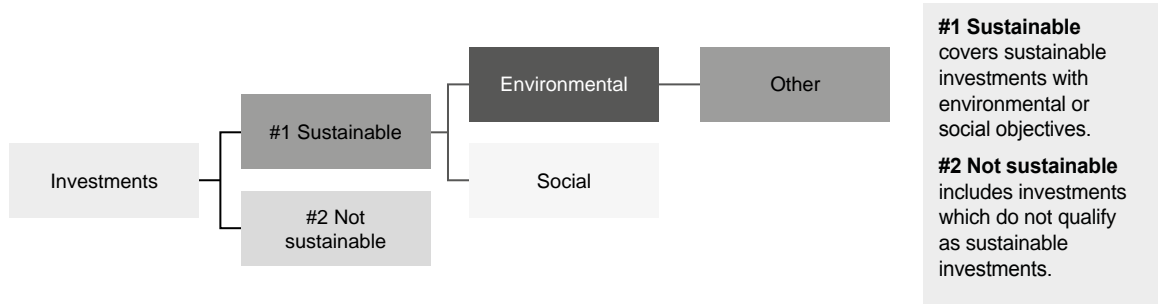 Investments
#1 Sustainable
#2 Not
sustainable
Environmental
Social
Other
#1 Sustainable
covers sustainable
investments with
environmental or
social objectives.
#2 Not sustainable
includes investments
which do not qualify
as sustainable
investments.